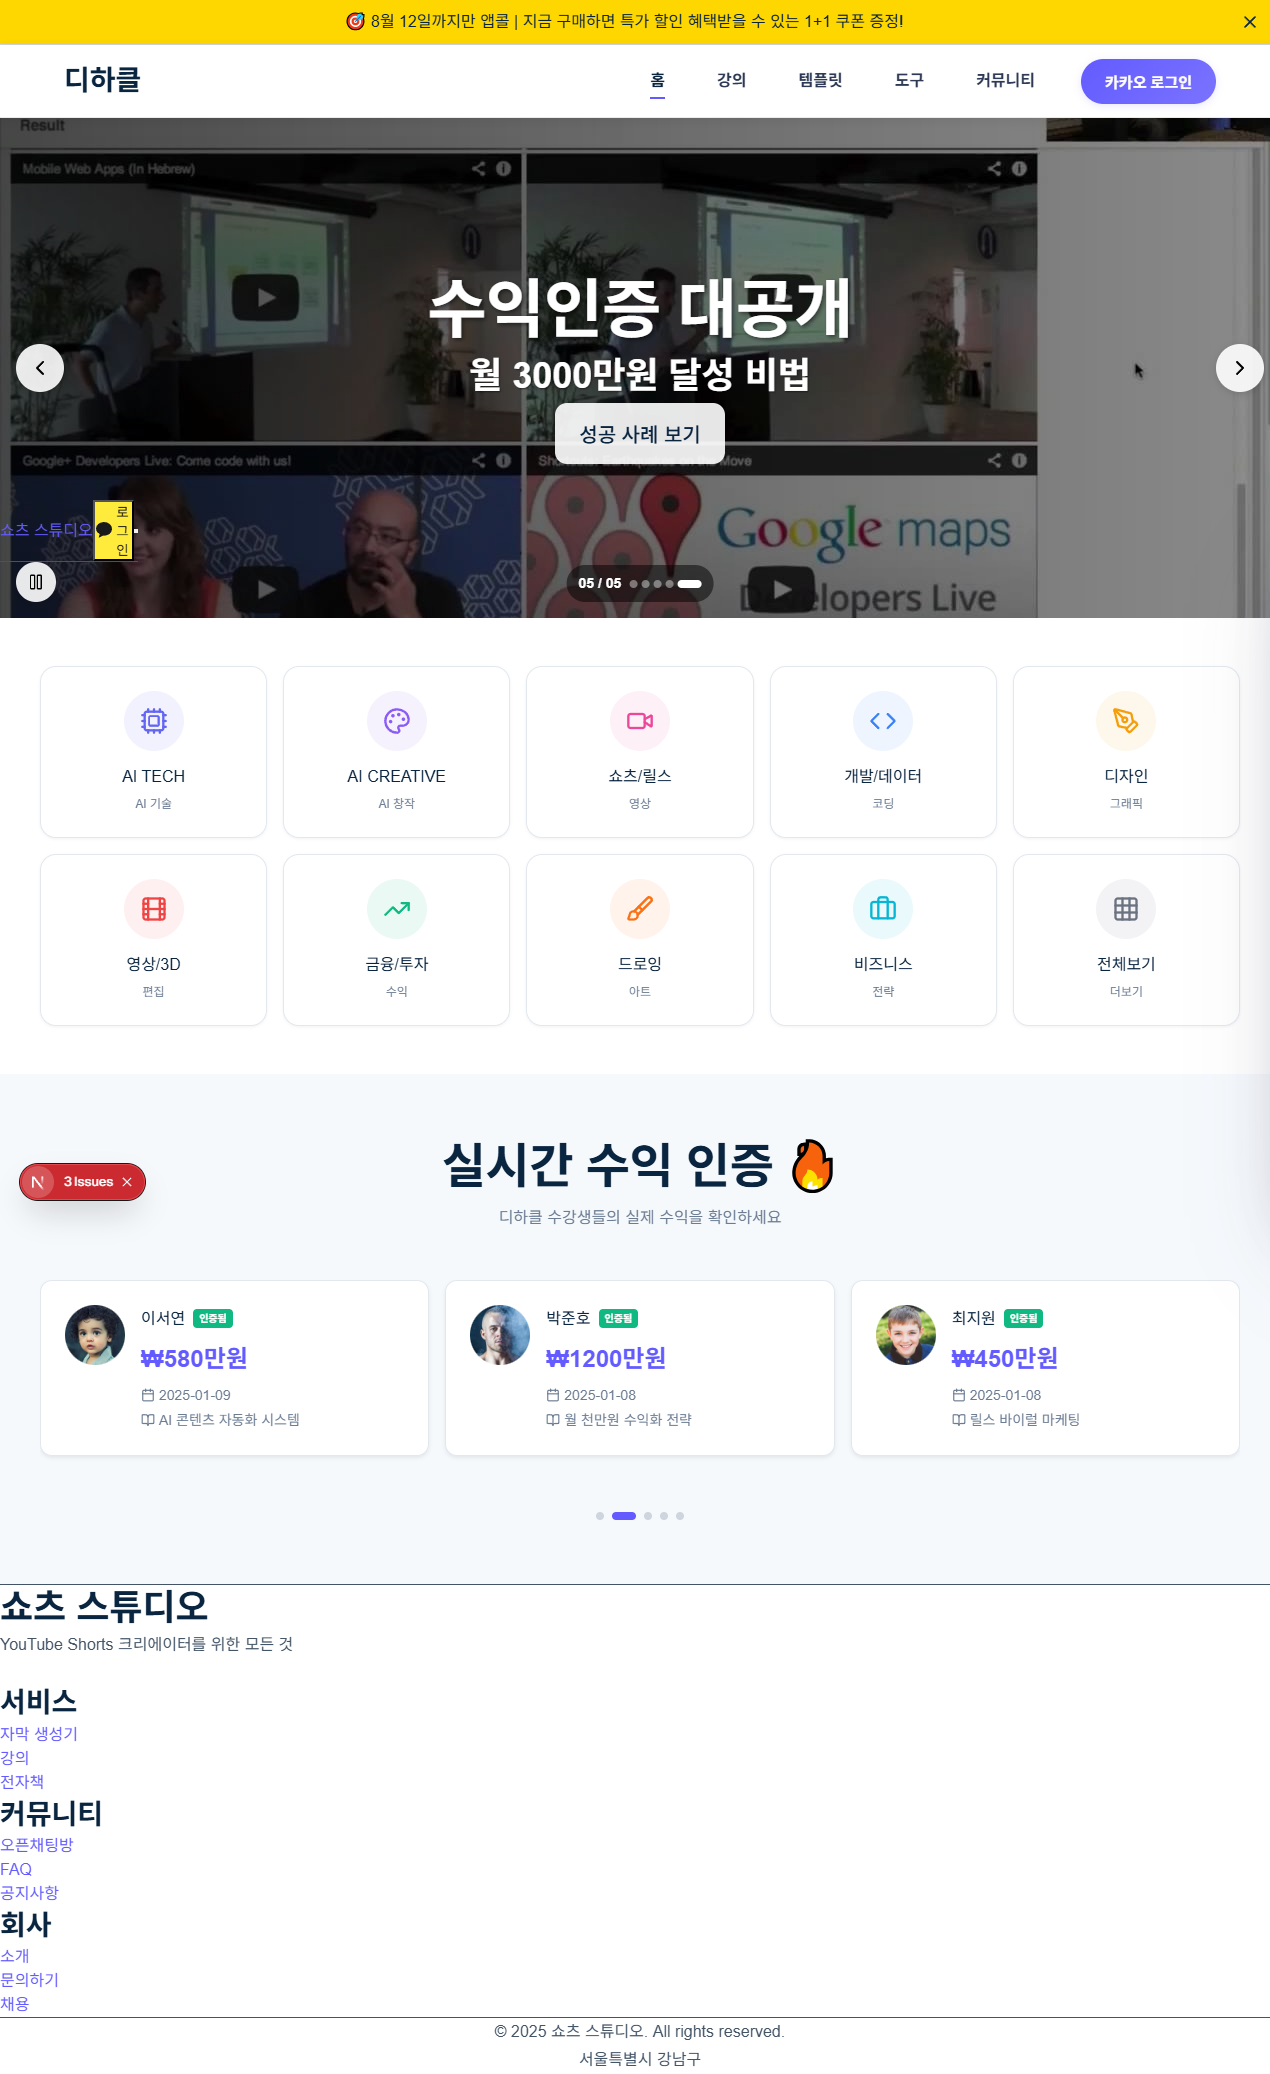 🎯 8월 12일까지만 앱콜 | 지금 구매하면 특가 할인 혜택받을 수 있는 1+1 쿠폰 증정!
디하클
홈
강의
템플릿
도구
커뮤니티
카카오 로그인
Result
Mobile Web Apps (In Hebrew)
수익인증 대공개
월 3000만원 달성 비법
성공 사례 보기
Google+ Developers Live: Come code with us!
Shortcuts: Earthquakes on the Move
Google maps
Developers Live
쇼츠 스튜디오
로그인
05 / 05
AI TECH
AI 기술
AI CREATIVE
AI 창작
쇼츠/릴스
영상
개발/데이터
코딩
디자인
그래픽
영상/3D
편집
금융/투자
수익
드로잉
아트
비즈니스
전략
전체보기
더보기
실시간 수익 인증 🔥
디하클 수강생들의 실제 수익을 확인하세요
N 3 Issues
이서연 인증됨
₩580만원
2025-01-09
AI 콘텐츠 자동화 시스템
박준호 인증됨
₩1200만원
2025-01-08
월 천만원 수익화 전략
최지원 인증됨
₩450만원
2025-01-08
릴스 바이럴 마케팅
쇼츠 스튜디오
YouTube Shorts 크리에이터를 위한 모든 것
서비스
자막 생성기
강의
전자책
커뮤니티
오픈채팅방
FAQ
공지사항
회사
소개
문의하기
채용
© 2025 쇼츠 스튜디오. All rights reserved.
서울특별시 강남구